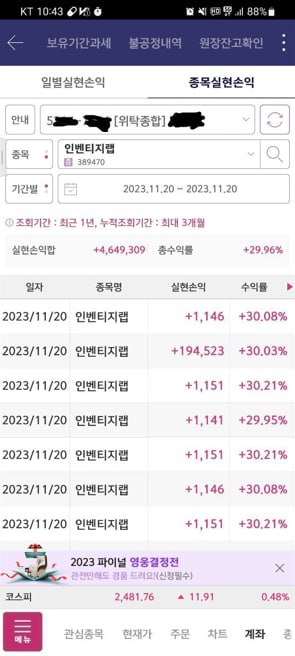 KT 10:43 88%
보유기간과세 불공정내역 원장잔고확인
일별실현손익 종목실현손익
안내 5 [위탁종합]
종목 인벤티지랩
389470
기간별 2023.11.20 ~ 2023.11.20
조회기간 : 최근 1년, 누적조회기간 : 최대 3개월
실현손익합 +4,649,309 총수익률 +29.96%
일자 종목명 실현손익 수익률
2023/11/20 인벤티지랩 +1,146 +30.08%
2023/11/20 인벤티지랩 +194,523 +30.03%
2023/11/20 인벤티지랩 +1,151 +30.21%
2023/11/20 인벤티지랩 +1,141 +29.95%
2023/11/20 인벤티지랩 +1,151 +30.21%
2023/11/20 인벤티지랩 +1,146 +30.08%
2023/11/20 인벤티지랩 +1,151 +30.21%
2023 파이널 영웅결정전
관전만해도 경품 드려요!(신청필수)
코스피 2,481.76 ▲ 11.91 0.48%
메뉴 관심종목 현재가 주문 차트 계좌